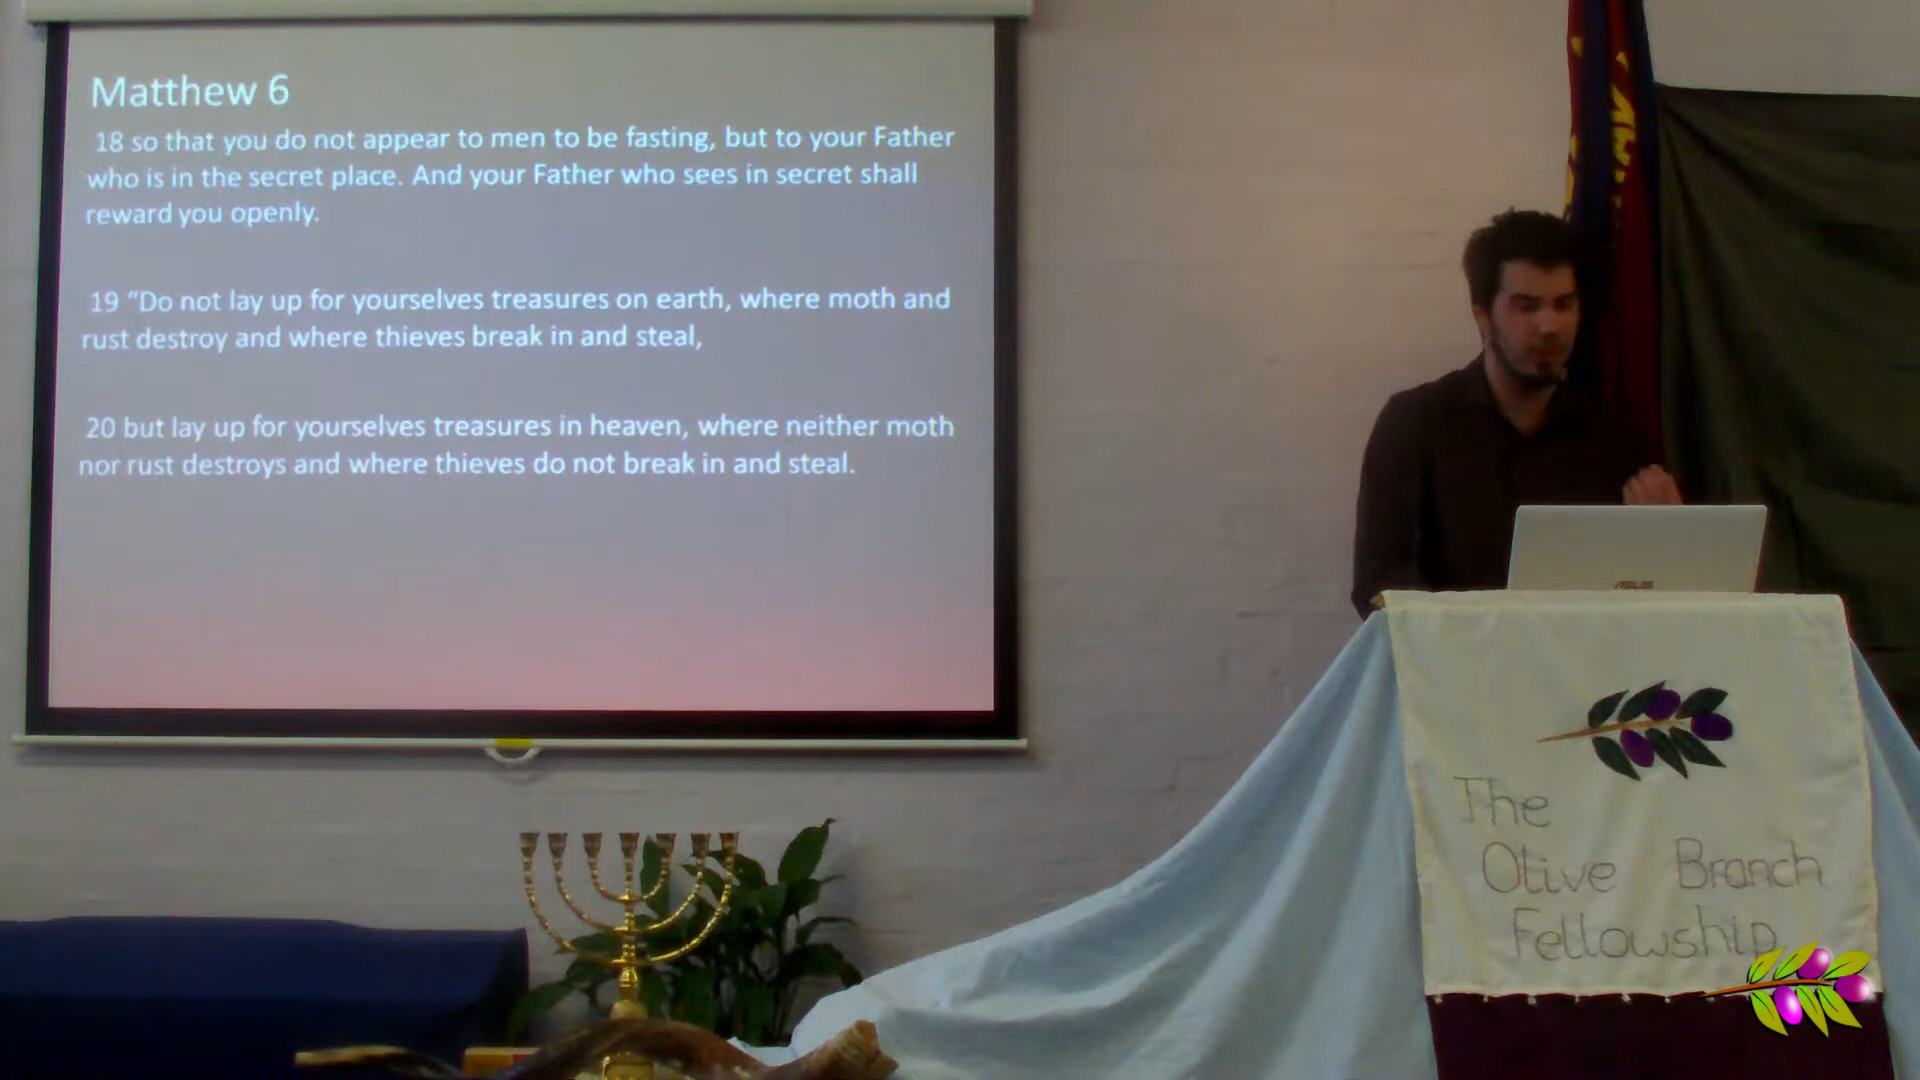 Matthew 6
18 so that you do not appear to men to be fasting, but to your Father
who is in the secret place. And your Father who sees in secret shall
reward you openly.
19 “Do not lay up for yourselves treasures on earth, where moth and
rust destroy and where thieves break in and steal,
20 but lay up for yourselves treasures in heaven, where neither moth
nor rust destroys and where thieves do not break in and steal.
The
Olive Branch
Fellowship